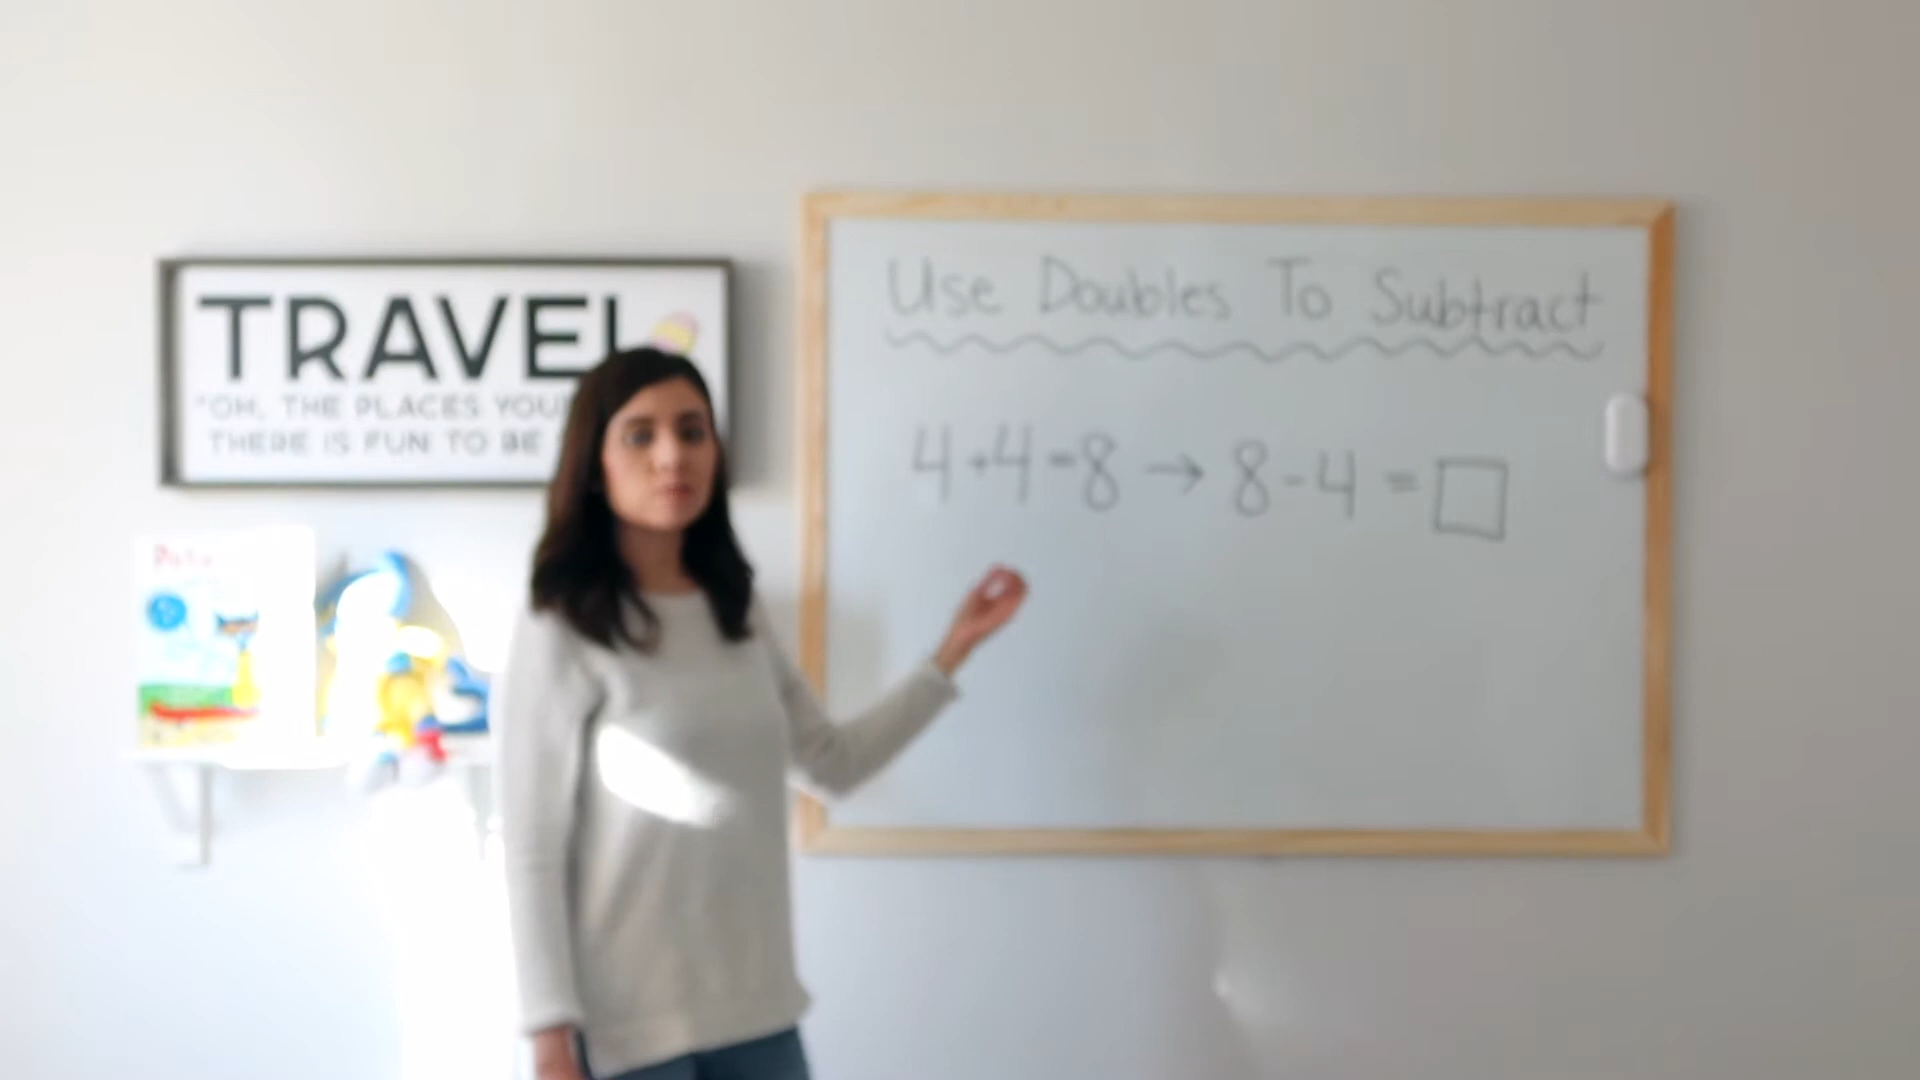 TRAVEL
"OH, THE PLACES YOU
THERE IS FUN TO BE
Use Doubles To Subtract
4+4=8 → 8-4=□